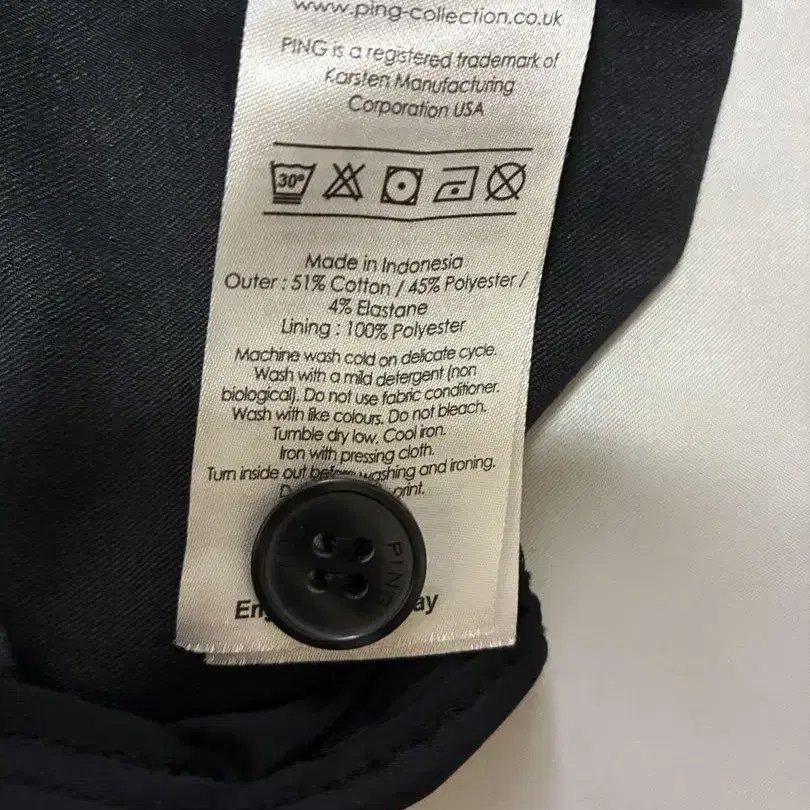 www.ping-collection.co.uk
PING is a registered trademark of
Karsten Manufacturing
Corporation USA
30°
Made in Indonesia
Outer : 51% Cotton / 45% Polyester /
4% Elastane
Lining : 100% Polyester
Machine wash cold on delicate cycle.
Wash with a mild detergent (non
biological). Do not use fabric conditioner.
Wash with like colours. Do not bleach.
Tumble dry low. Cool iron.
Iron with pressing cloth.
Turn inside out before washing and ironing.
print.
PING